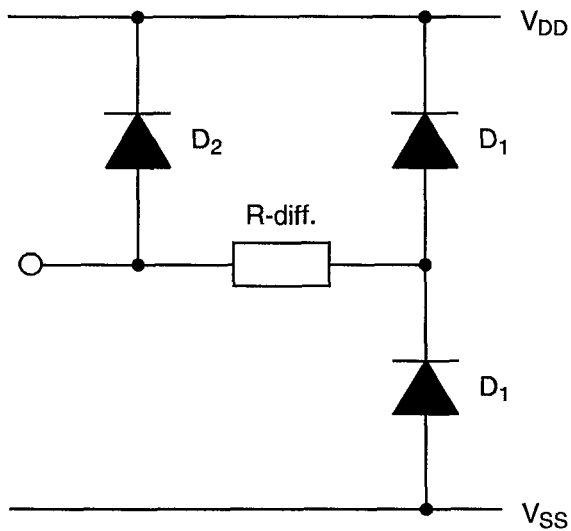 V_DD
D_2
D_1
R-diff.
D_1
V_SS